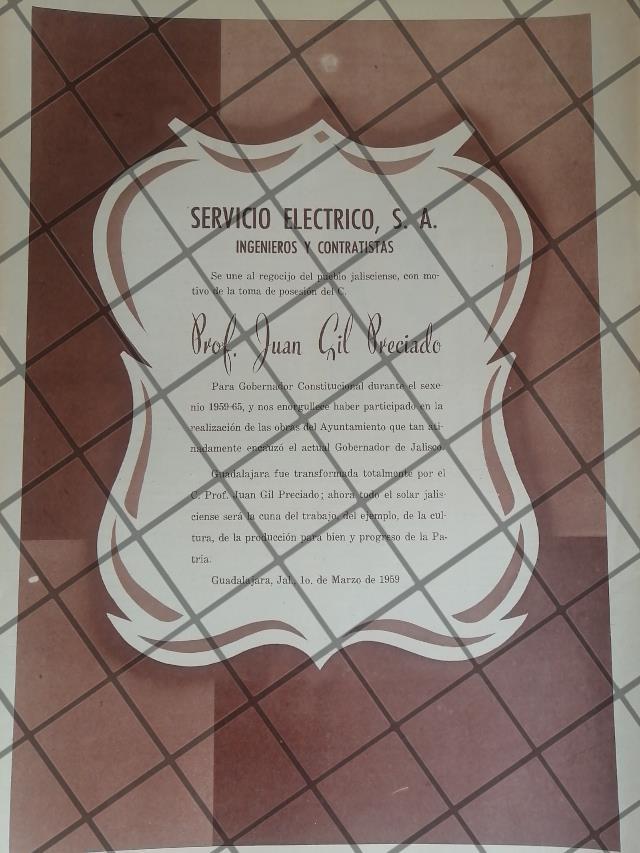 SERVICIO ELECTRICO, S. A.
INGENIEROS Y CONTRATISTAS
Se une al regocijo del pueblo jalisciense, con mo-
tivo de la toma de posesión del C.
Prof. Juan Gil Preciado
Para Gobernador Constitucional durante el sexe-
nio 1959-65, y nos enorgullece haber participado en la
realización de las obras del Ayuntamiento que tan ati-
nadamente encauzó el actual Gobernador de Jalisco.
Guadalajara fue transformada totalmente por el
C. Prof. Juan Gil Preciado; ahora todo el solar jalis-
ciense será la cuna del trabajo, del ejemplo, de la cul-
tura, de la producción para bien y progreso de la Pa-
tria.
Guadalajara, Jal. 1o. de Marzo de 1959